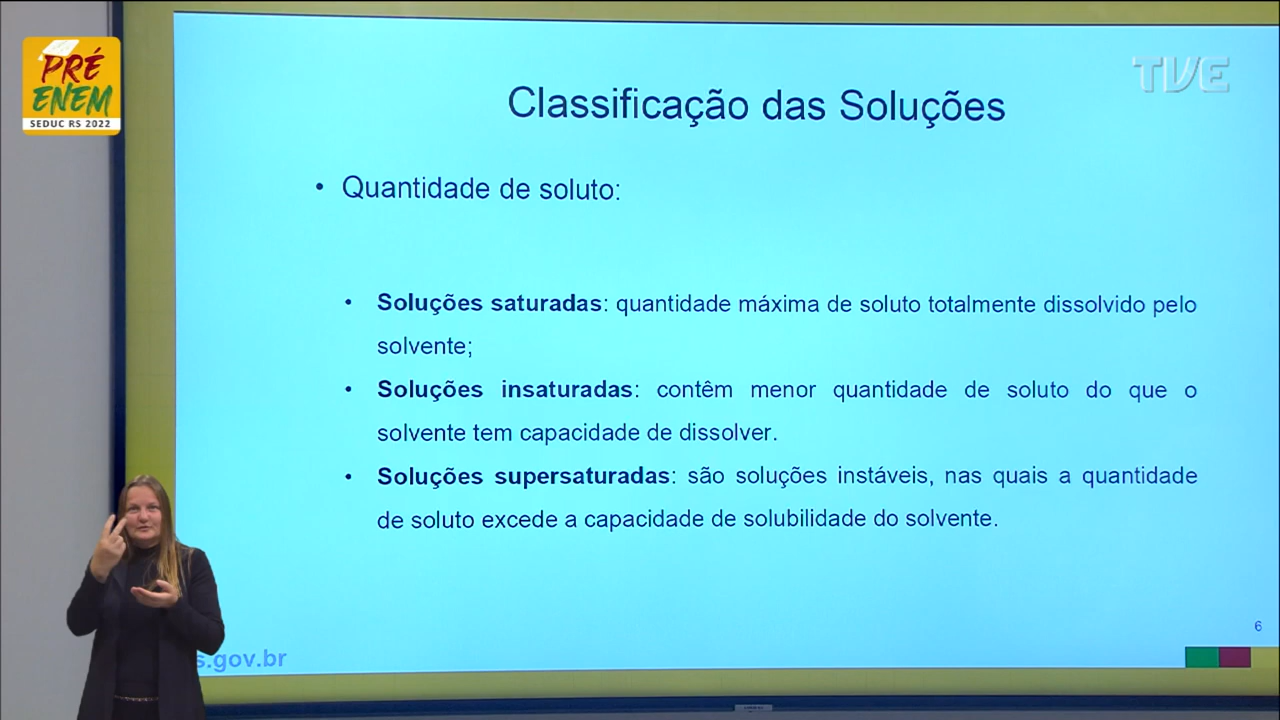 PRÉ
ENEM
SEDUC RS 2022
TVE
Classificação das Soluções
• Quantidade de soluto:
• Soluções saturadas: quantidade máxima de soluto totalmente dissolvido pelo
solvente;
• Soluções insaturadas: contêm menor quantidade de soluto do que o
solvente tem capacidade de dissolver.
• Soluções supersaturadas: são soluções instáveis, nas quais a quantidade
de soluto excede a capacidade de solubilidade do solvente.
6
s.gov.br